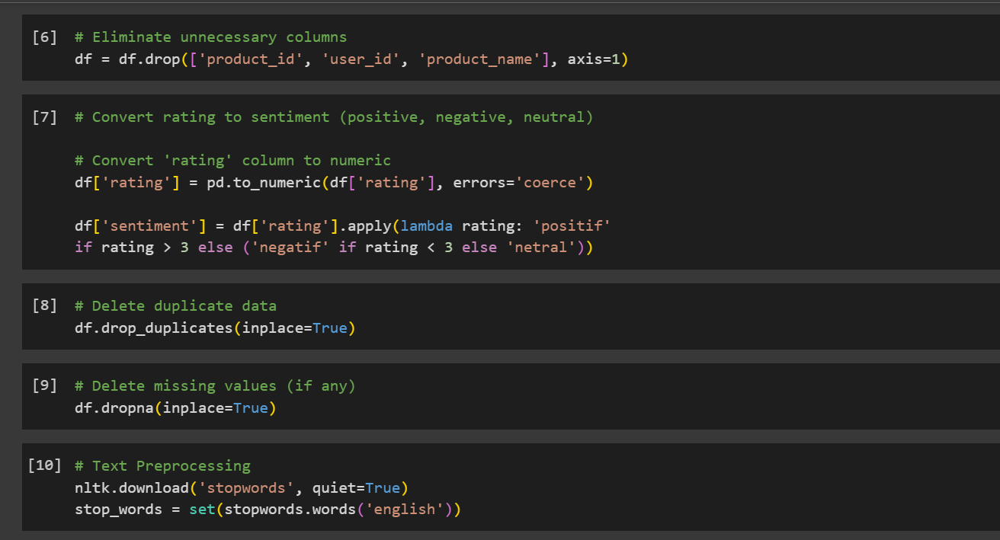 [6] # Eliminate unnecessary columns
df = df.drop(['product_id', 'user_id', 'product_name'], axis=1)
[7] # Convert rating to sentiment (positive, negative, neutral)
# Convert 'rating' column to numeric
df['rating'] = pd.to_numeric(df['rating'], errors='coerce')
df['sentiment'] = df['rating'].apply(lambda rating: 'positif'
if rating > 3 else ('negatif' if rating < 3 else 'netral'))
[8] # Delete duplicate data
df.drop_duplicates(inplace=True)
[9] # Delete missing values (if any)
df.dropna(inplace=True)
[10] # Text Preprocessing
nltk.download('stopwords', quiet=True)
stop_words = set(stopwords.words('english'))